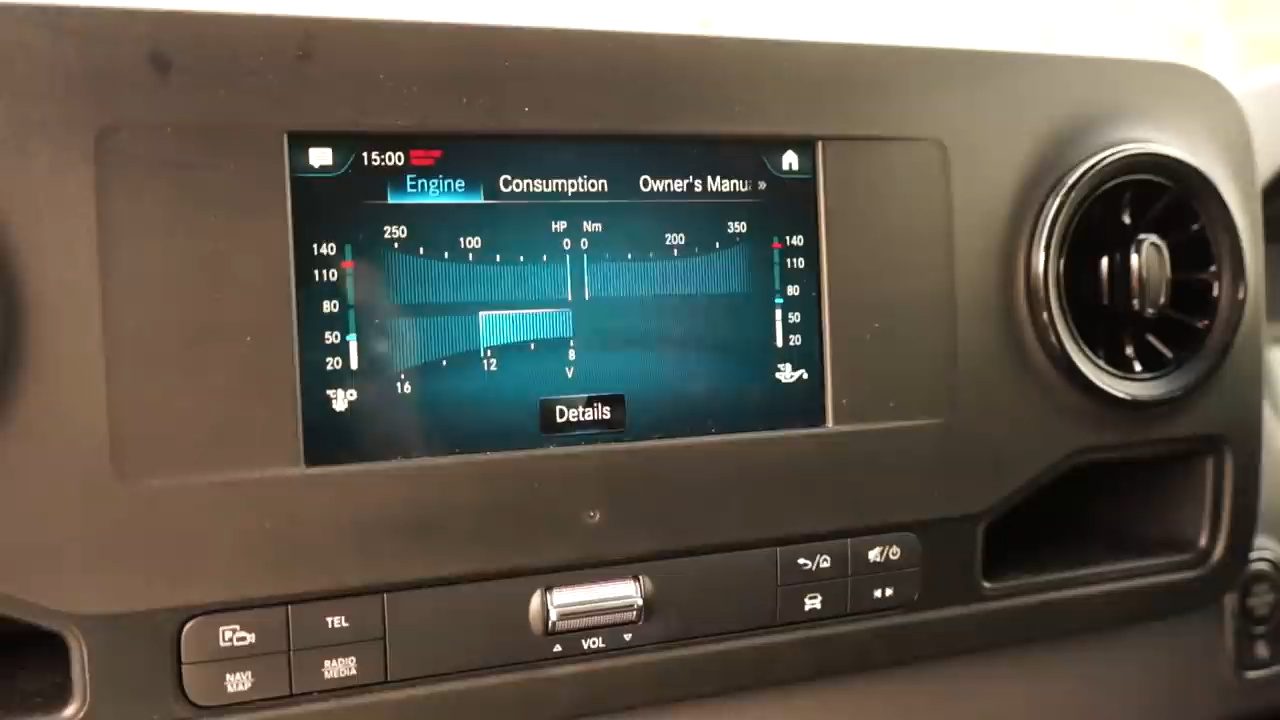 15:00
Engine Consumption Owner's Manu
250 100 HP 0
Nm 0 200 350
140
110
80
50
20
140
110
80
50
20
16 12 8
V
Details
P
TEL
NAVI
MAP
RADIO
MEDIA
VOL